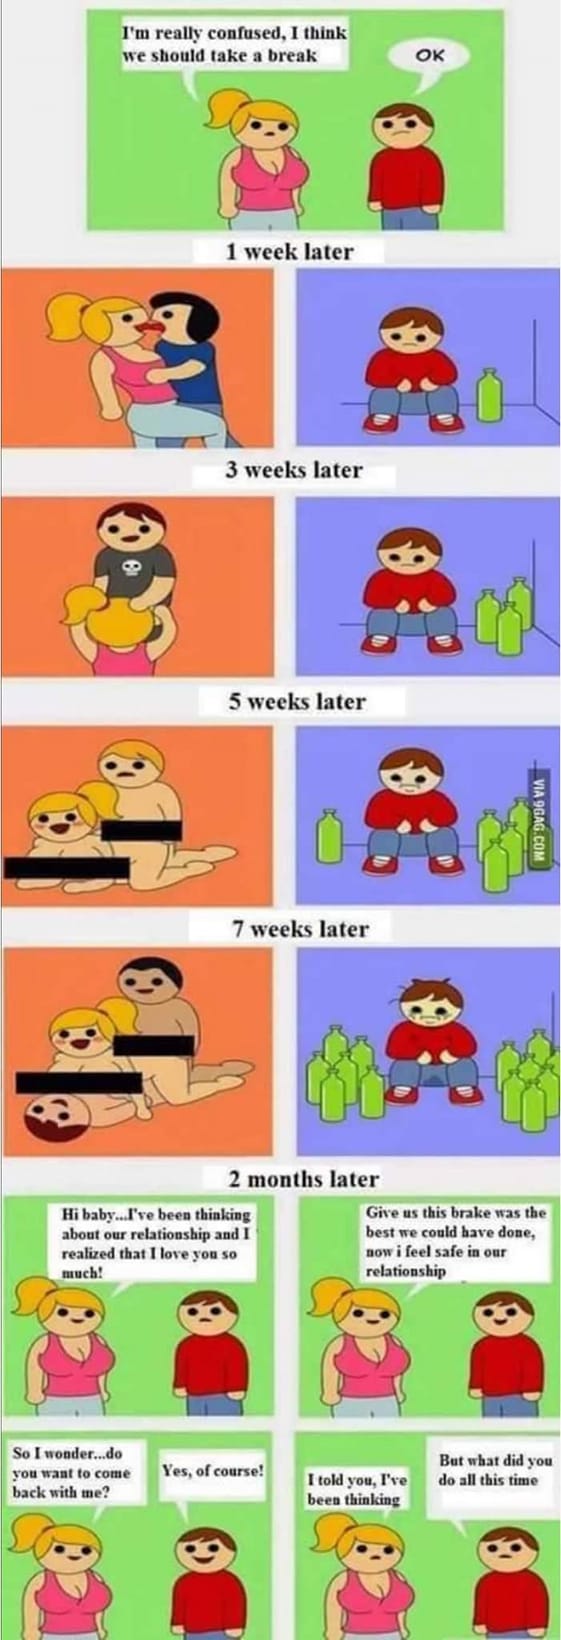 I'm really confused, I think
we should take a break
OK
1 week later
3 weeks later
5 weeks later
VIA 9GAG.COM
7 weeks later
2 months later
Hi baby...I've been thinking
about our relationship and I
realized that I love you so
much!
Give us this brake was the
best we could have done,
now i feel safe in our
relationship
So I wonder...do
you want to come
back with me?
Yes, of course!
I told you, I've
been thinking
But what did you
do all this time